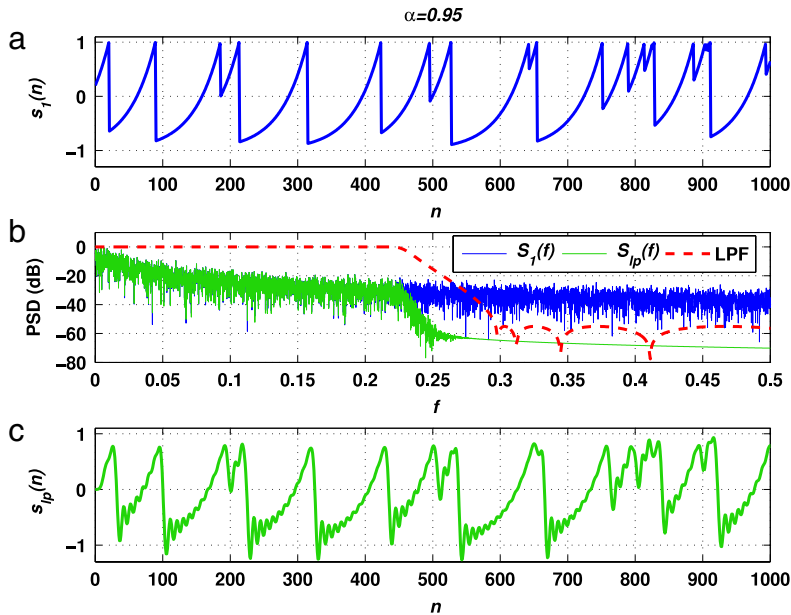 α=0.95
a
s1(n)
1
0
−1
0 100 200 300 400 500 600 700 800 900 1000
n
b
PSD (dB)
0
−20
−40
−60
−80
S1(f) Slp(f) LPF
0 0.05 0.1 0.15 0.2 0.25 0.3 0.35 0.4 0.45 0.5
f
c
slp(n)
1
0
−1
0 100 200 300 400 500 600 700 800 900 1000
n